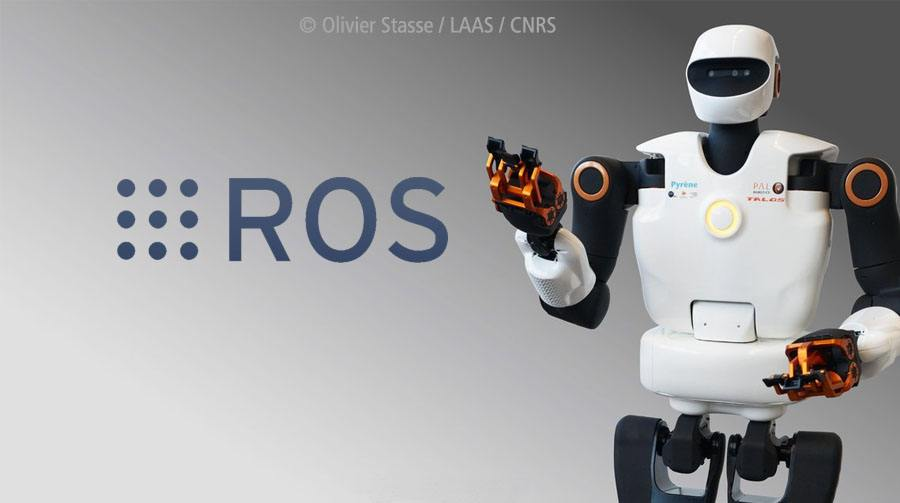 © Olivier Stasse / LAAS / CNRS
ROS
Pyrène
PAL
TALOS